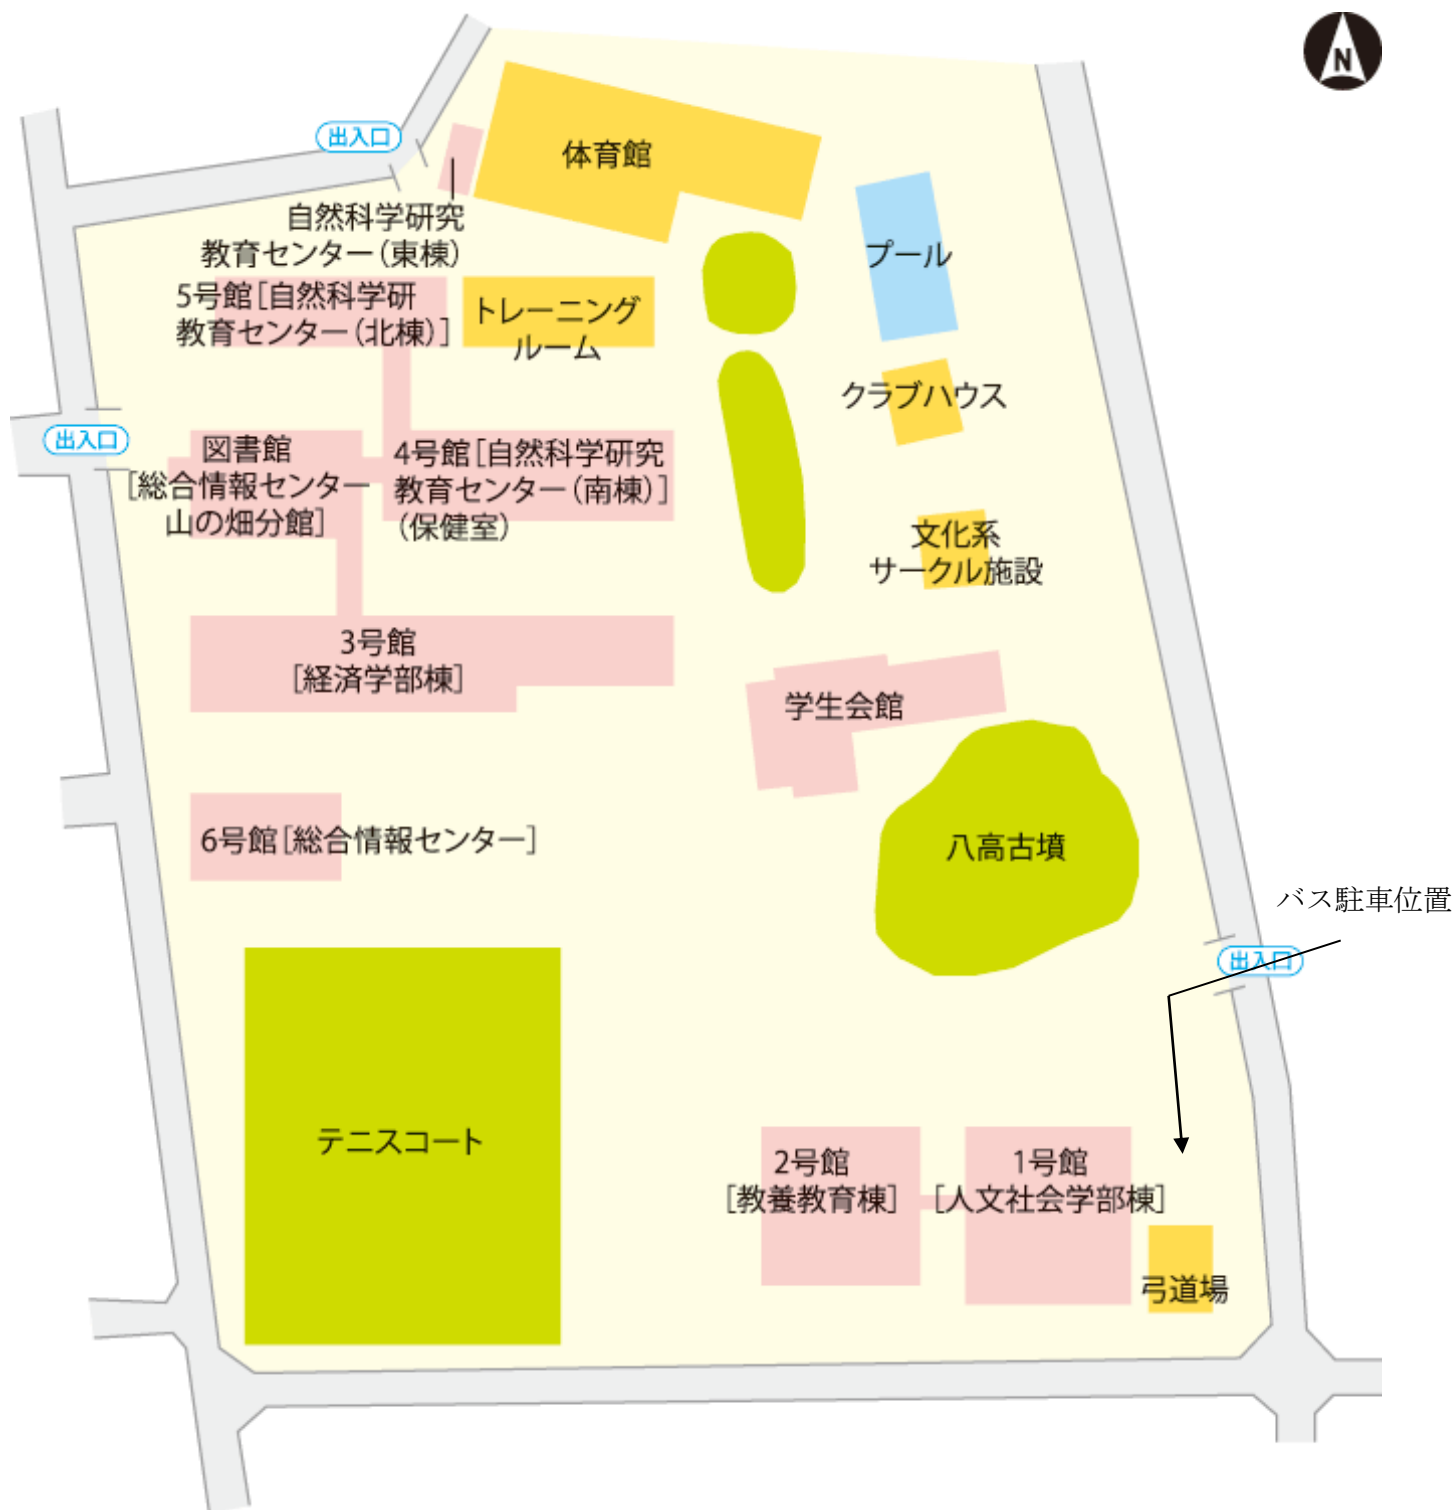 N
出入口
体育館
自然科学研究
教育センター（東棟）
プール
5号館［自然科学研
教育センター（北棟）］
トレーニング
ルーム
クラブハウス
出入口
図書館
［総合情報センター
山の畑分館］
4号館［自然科学研究
教育センター（南棟）］
（保健室）
文化系
サークル施設
3号館
［経済学部棟］
学生会館
6号館［総合情報センター］
八高古墳
バス駐車位置
出入口
テニスコート
2号館
［教養教育棟］
1号館
［人文社会学部棟］
弓道場